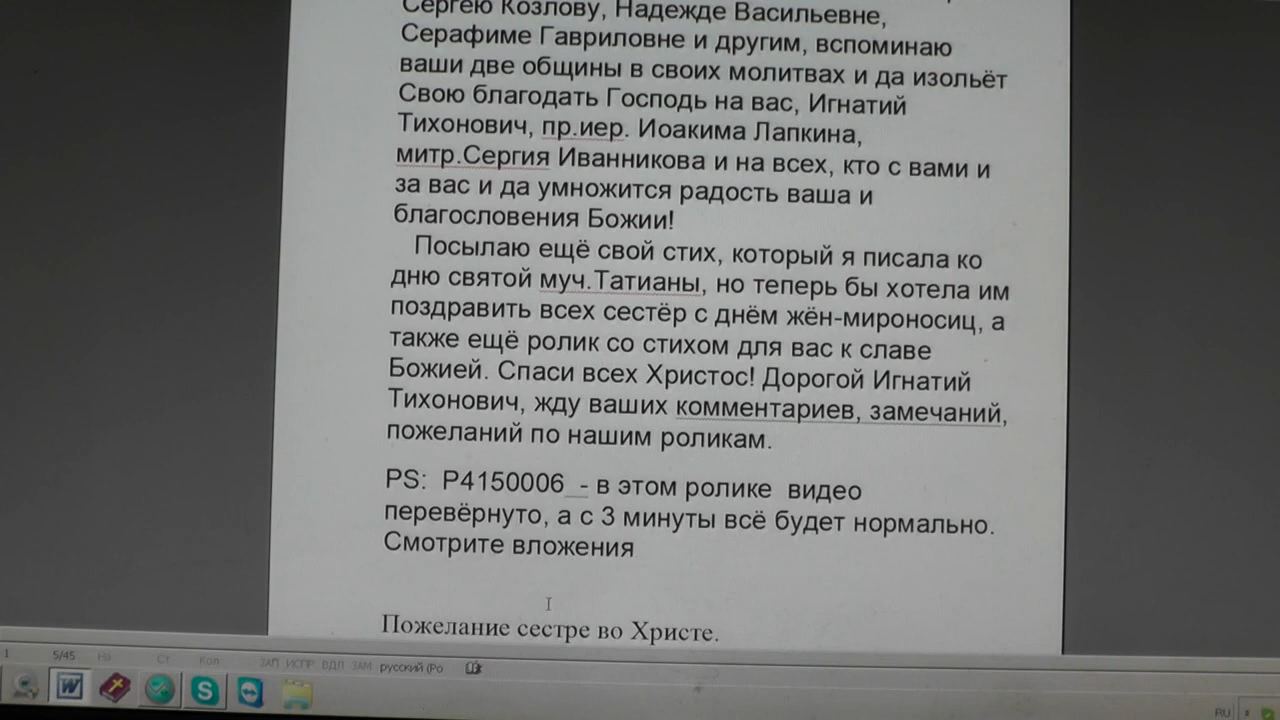 Сергею Козлову, Надежде Васильевне,
Серафиме Гавриловне и другим, вспоминаю
ваши две общины в своих молитвах и да изольёт
Свою благодать Господь на вас, Игнатий
Тихонович, пр.иер. Иоакима Лапкина,
митр.Сергия Иванникова и на всех, кто с вами и
за вас и да умножится радость ваша и
благословения Божии!
Посылаю ещё свой стих, который я писала ко
дню святой муч.Татианы, но теперь бы хотела им
поздравить всех сестёр с днём жён-мироносиц, а
также ещё ролик со стихом для вас к славе
Божией. Спаси всех Христос! Дорогой Игнатий
Тихонович, жду ваших комментариев, замечаний,
пожеланий по нашим роликам.
PS: P4150006_ - в этом ролике видео
перевёрнуто, а с 3 минуты всё будет нормально.
Смотрите вложения
Пожелание сестре во Христе.
1 5/45 На Ст Кол ЗАП ИСПР ВДЛ ЗАМ русский (Ро
W S RU